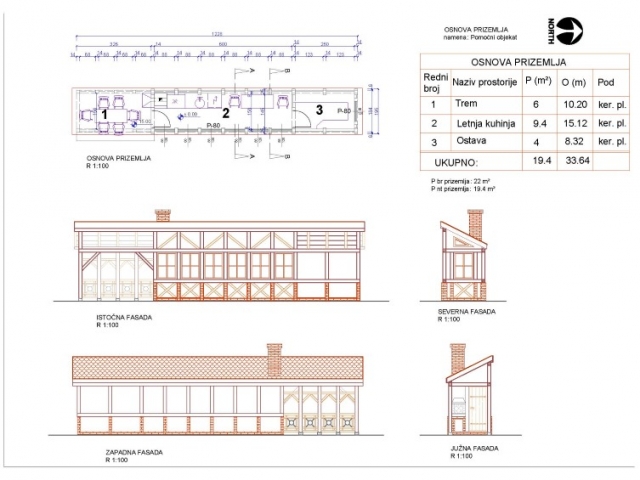 OSNOVA PRIZEMLJA
namena: Pomoćni objekat
NORTH
1220
326
600
250
1
2
3
P-80
P-80
±0.00
OSNOVA PRIZEMLJA
R 1:100
OSNOVA PRIZEMLJA
Redni broj Naziv prostorije P (m²) O (m) Pod
1 Trem 6 10.20 ker. pl.
2 Letnja kuhinja 9.4 15.12 ker. pl.
3 Ostava 4 8.32 ker. pl.
UKUPNO: 19.4 33.64
P br prizemlja : 22 m²
P nt prizemlja : 19.4 m²
ISTOČNA FASADA
R 1:100
SEVERNA FASADA
R 1:100
ZAPADNA FASADA
R 1:100
JUŽNA FASADA
R 1:100